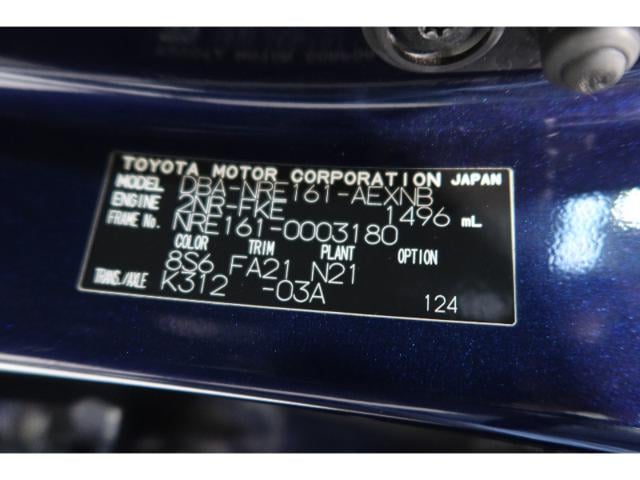 TOYOTA MOTOR CORPORATION JAPAN
MODEL DBA-NRE161-AEXNB
ENGINE 2NR-FKE 1496 mL
FRAME No. NRE161-0003180
COLOR TRIM PLANT OPTION
8S6 FA21 N21
TRANS./AXLE K312 -03A 124